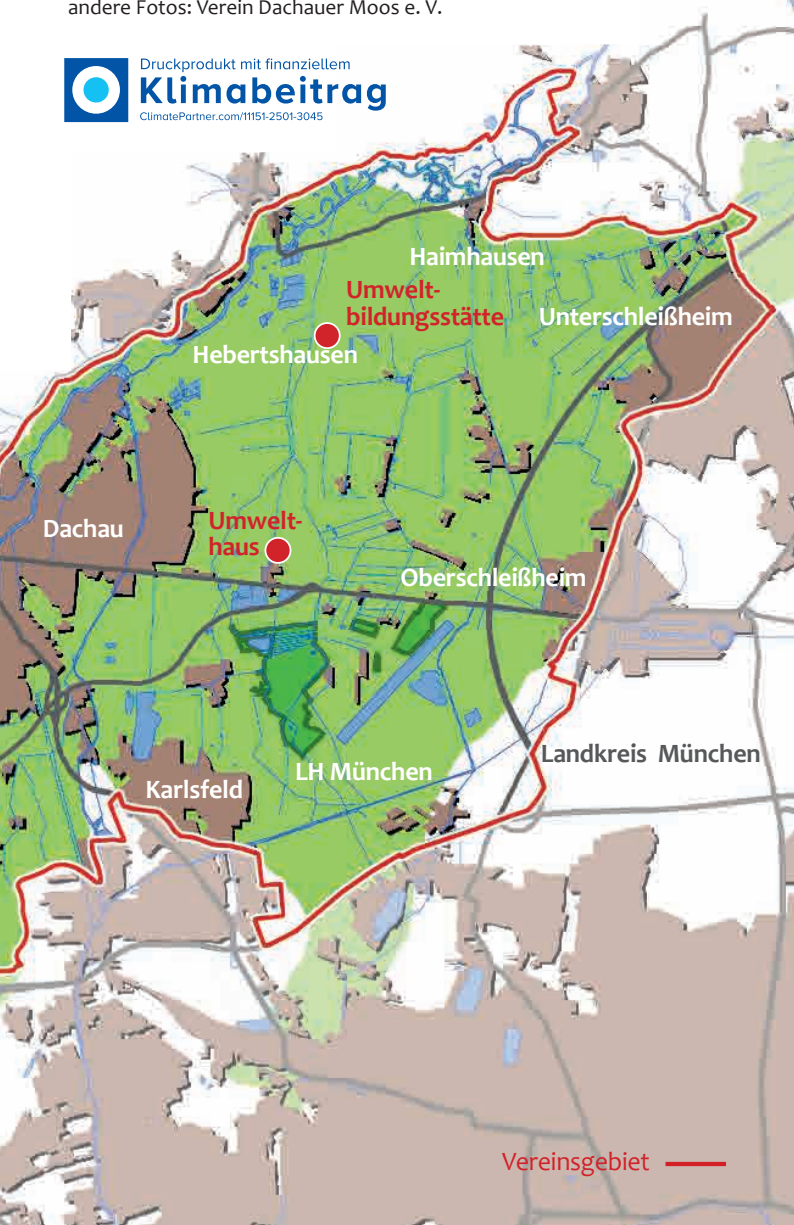 andere Fotos: Verein Dachauer Moos e. V.
Druckprodukt mit finanziellem
Klimabeitrag
ClimatePartner.com/11151-2501-3045
Haimhausen
Umwelt-
bildungsstätte
Unterschleißheim
Hebertshausen
Dachau
Umwelt-
haus
Oberschleißheim
Landkreis München
LH München
Karlsfeld
Vereinsgebiet